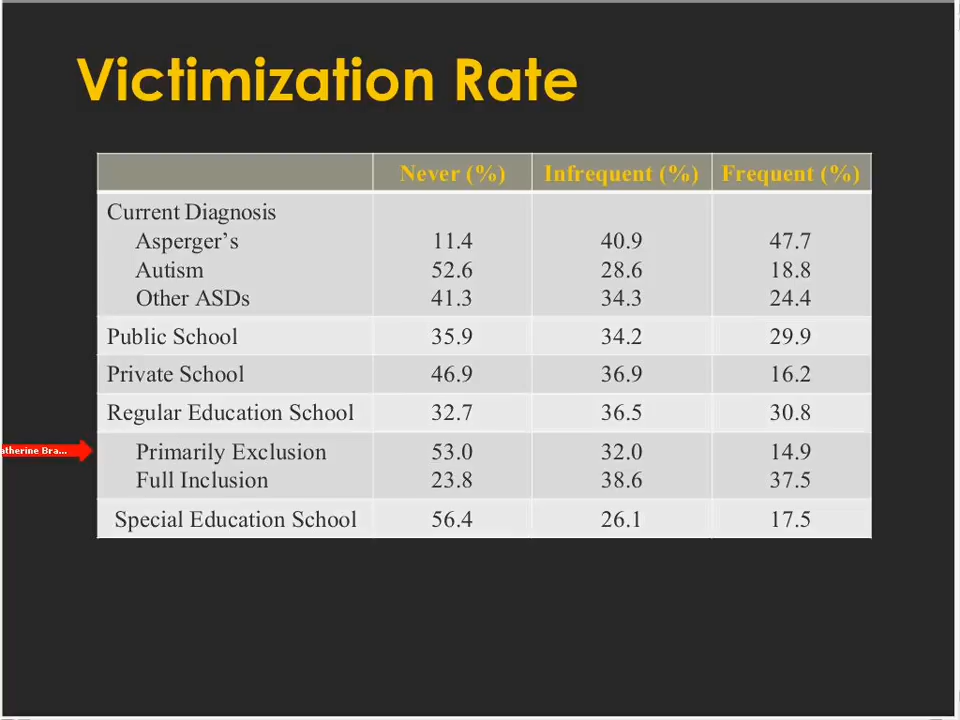 Victimization Rate
Never (%) Infrequent (%) Frequent (%)
Current Diagnosis
Asperger’s 11.4 40.9 47.7
Autism 52.6 28.6 18.8
Other ASDs 41.3 34.3 24.4
Public School 35.9 34.2 29.9
Private School 46.9 36.9 16.2
Regular Education School 32.7 36.5 30.8
atherine Bra...
Primarily Exclusion 53.0 32.0 14.9
Full Inclusion 23.8 38.6 37.5
Special Education School 56.4 26.1 17.5